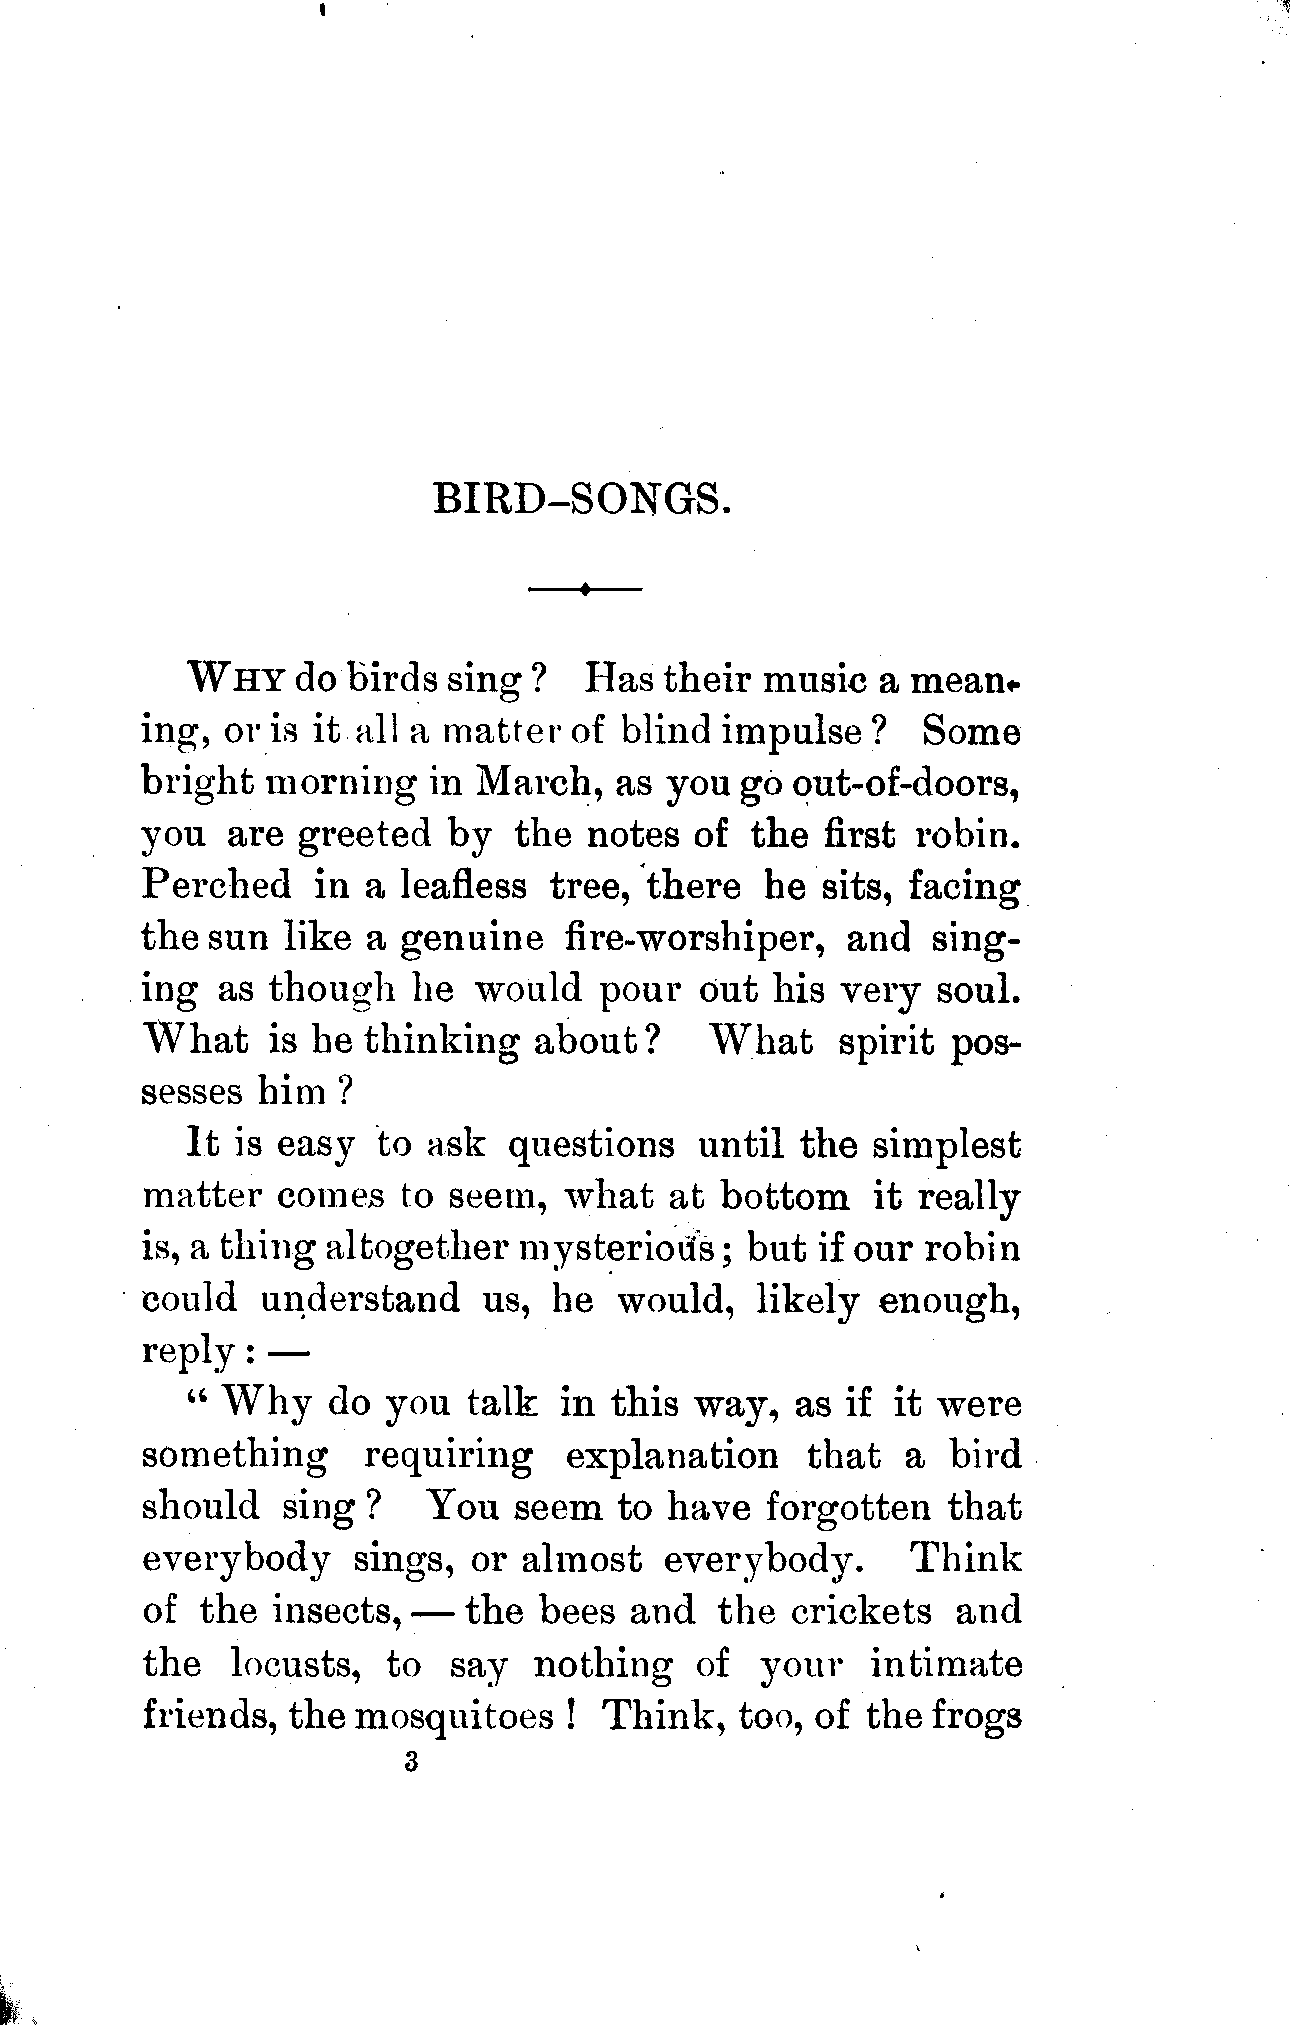 BIRD-SONGS.
WHY do birds sing? Has their music a mean-
ing, or is it all a matter of blind impulse? Some
bright morning in March, as you go out-of-doors,
you are greeted by the notes of the first robin.
Perched in a leafless tree, there he sits, facing
the sun like a genuine fire-worshiper, and sing-
ing as though he would pour out his very soul.
What is he thinking about? What spirit pos-
sesses him?
It is easy to ask questions until the simplest
matter comes to seem, what at bottom it really
is, a thing altogether mysterious; but if our robin
could understand us, he would, likely enough,
reply: —
“Why do you talk in this way, as if it were
something requiring explanation that a bird
should sing? You seem to have forgotten that
everybody sings, or almost everybody. Think
of the insects, — the bees and the crickets and
the locusts, to say nothing of your intimate
friends, the mosquitoes! Think, too, of the frogs
3